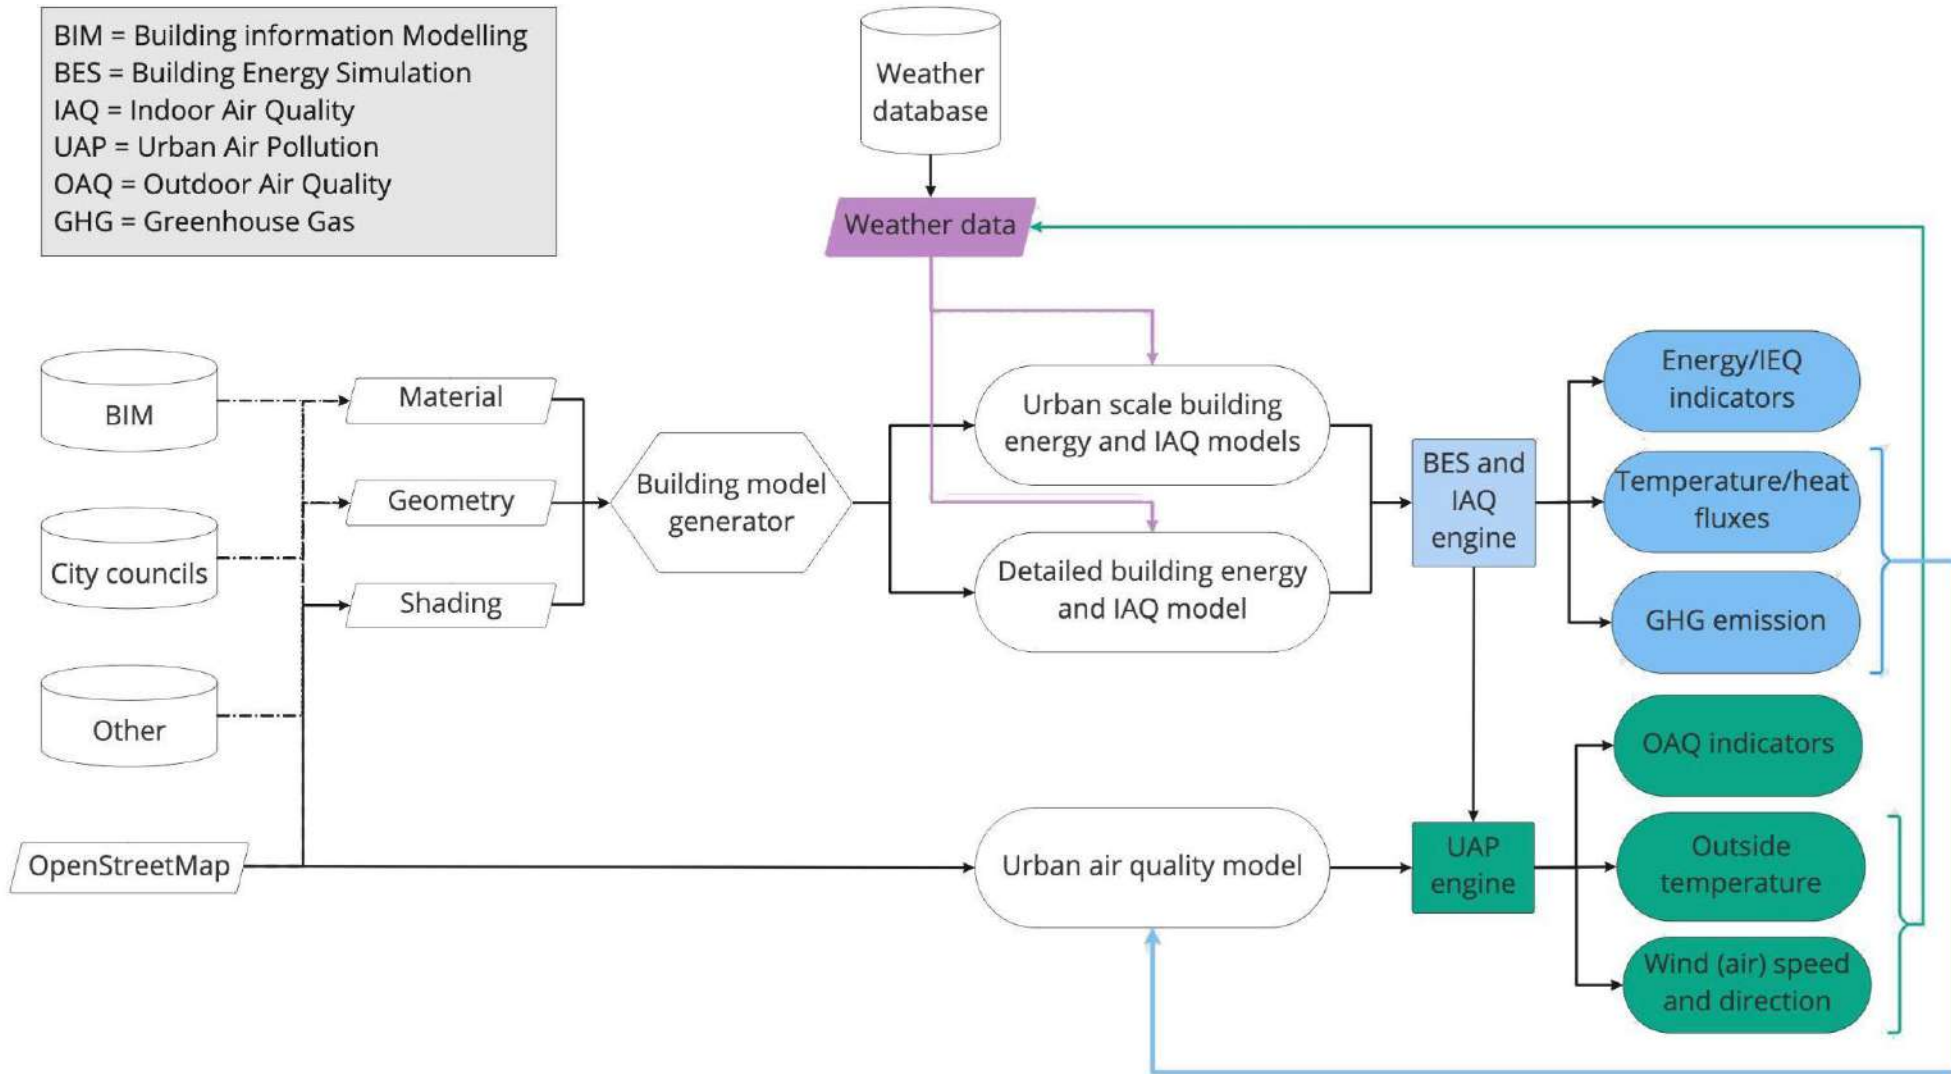 BIM = Building information Modelling
BES = Building Energy Simulation
IAQ = Indoor Air Quality
UAP = Urban Air Pollution
OAQ = Outdoor Air Quality
GHG = Greenhouse Gas
Weather
database
Weather data
BIM
City councils
Other
OpenStreetMap
Material
Geometry
Shading
Building model
generator
Urban scale building
energy and IAQ models
Detailed building energy
and IAQ model
Urban air quality model
BES and
IAQ
engine
UAP
engine
Energy/IEQ
indicators
Temperature/heat
fluxes
GHG emission
OAQ indicators
Outside
temperature
Wind (air) speed
and direction